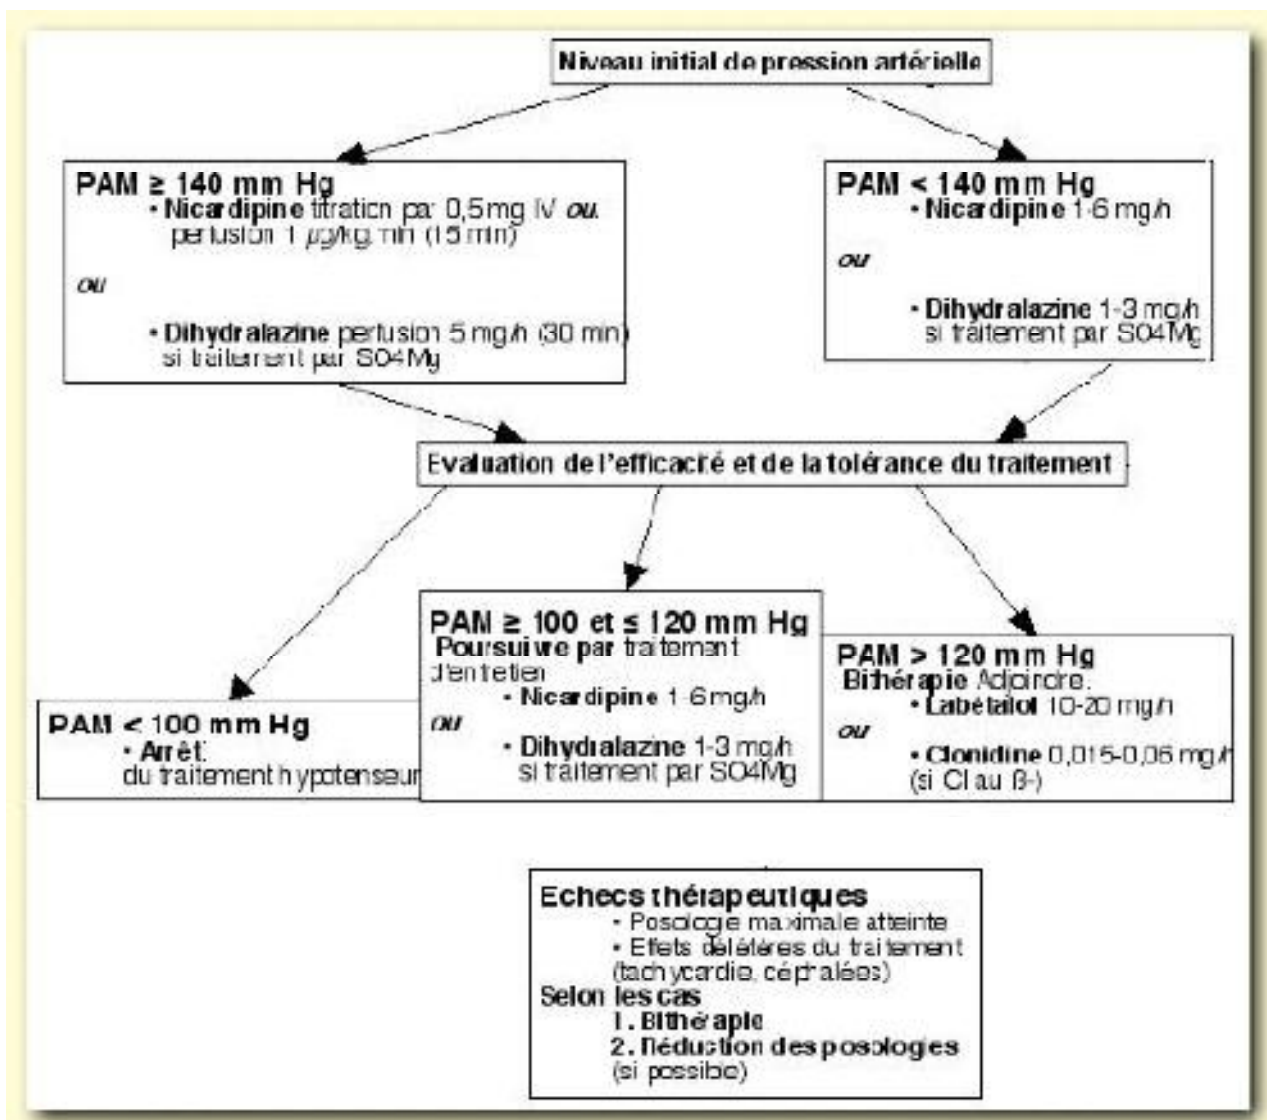 Niveau initial de pression artérielle
PAM ≥ 140 mm Hg
• Nicardipine titration par 0,5 mg IV ou
perfusion 1 µg/kg.min (15 min)
ou
• Dihydralazine perfusion 5 mg/h (30 min)
si traitement par SO4Mg
PAM < 140 mm Hg
• Nicardipine 1-6 mg/h
ou
• Dihydralazine 1-3 mg/h
si traitement par SO4Mg
Evaluation de l'efficacité et de la tolérance du traitement
PAM < 100 mm Hg
• Arrêt
du traitement hypotenseur
PAM ≥ 100 et ≤ 120 mm Hg
Poursuivre par traitement
d'entretien
• Nicardipine 1-6 mg/h
ou
• Dihydralazine 1-3 mg/h
si traitement par SO4Mg
PAM > 120 mm Hg
Bithérapie Adjoindre:
• Labétalol 10-20 mg/h
ou
• Clonidine 0,015-0,06 mg/h
(si CI au ß-)
Echecs thérapeutiques
• Posologie maximale atteinte
• Effets délétères du traitement
(tachycardie, céphalées)
Selon les cas
1. Bithérapie
2. Réduction des posologies
(si possible)